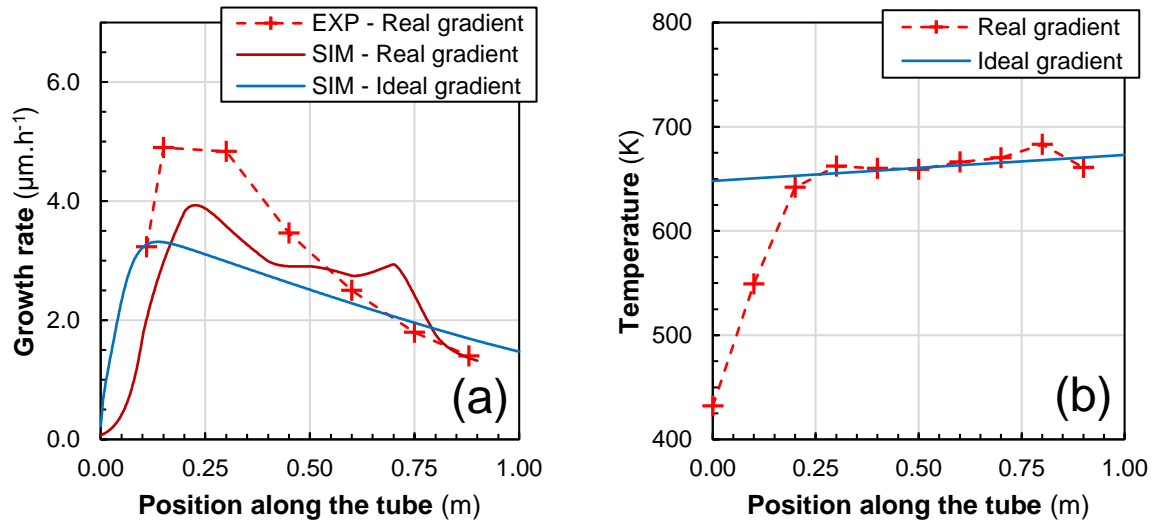 EXP - Real gradient
SIM - Real gradient
SIM - Ideal gradient
6.0
4.0
2.0
0.0
0.00 0.25 0.50 0.75 1.00
Growth rate (µm.h-1)
Position along the tube (m)
(a)
Real gradient
Ideal gradient
800
700
600
500
400
0.00 0.25 0.50 0.75 1.00
Temperature (K)
Position along the tube (m)
(b)